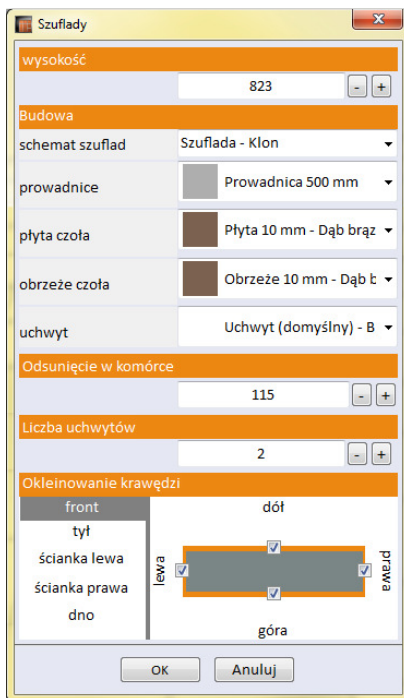 Szuflady
wysokość
823
- +
Budowa
schemat szuflad Szuflada - Klon
prowadnice Prowadnica 500 mm
płyta czoła Płyta 10 mm - Dąb brąz
obrzeże czoła Obrzeże 10 mm - Dąb b
uchwyt Uchwyt (domyślny) - B
Odsunięcie w komórce
115
- +
Liczba uchwytów
2
- +
Okleinowanie krawędzi
front
tył
ścianka lewa
ścianka prawa
dno
dół
lewa
prawa
góra
OK Anuluj